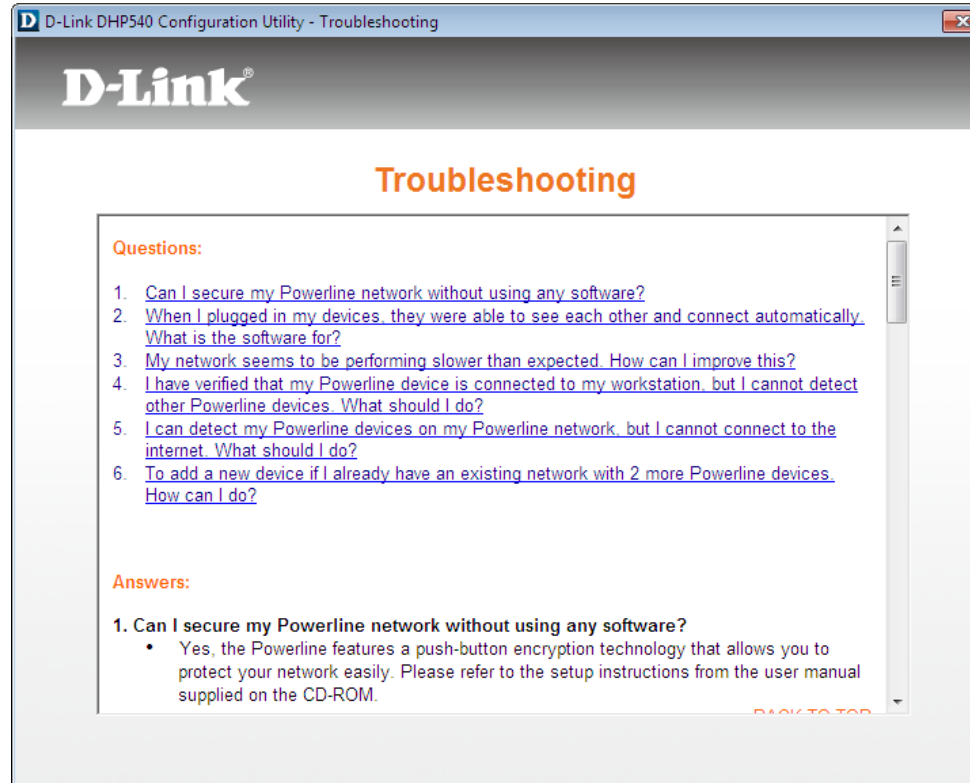 D-Link DHP540 Configuration Utility - Troubleshooting
D-Link®
Troubleshooting
Questions:
1. Can I secure my Powerline network without using any software?
2. When I plugged in my devices, they were able to see each other and connect automatically.
What is the software for?
3. My network seems to be performing slower than expected. How can I improve this?
4. I have verified that my Powerline device is connected to my workstation, but I cannot detect
other Powerline devices. What should I do?
5. I can detect my Powerline devices on my Powerline network, but I cannot connect to the
internet. What should I do?
6. To add a new device if I already have an existing network with 2 more Powerline devices.
How can I do?
Answers:
1. Can I secure my Powerline network without using any software?
• Yes, the Powerline features a push-button encryption technology that allows you to
protect your network easily. Please refer to the setup instructions from the user manual
supplied on the CD-ROM.
BACK TO TOP